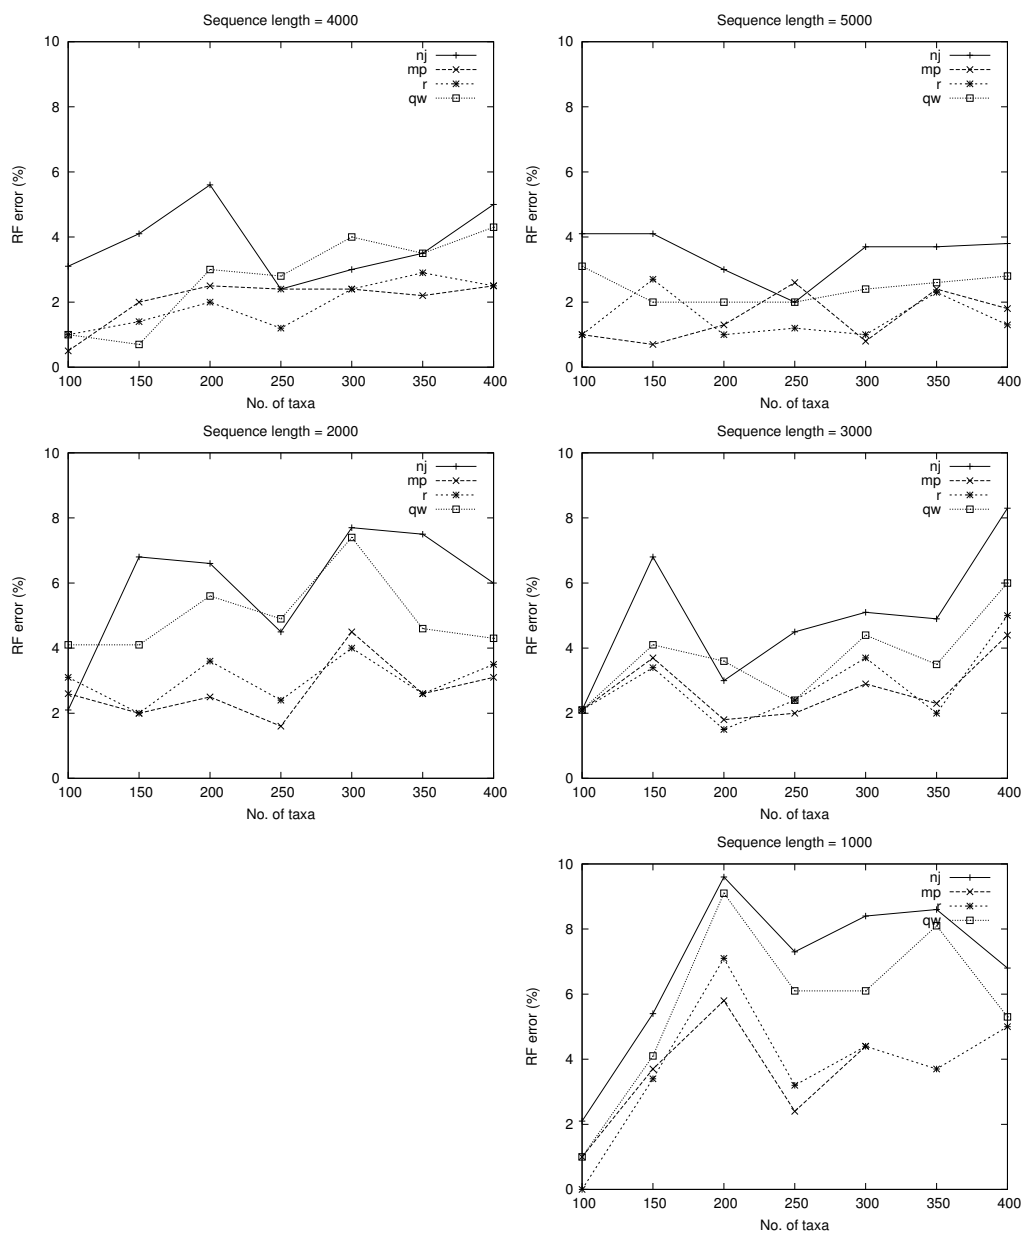 Sequence length = 4000
10
8
6
4
2
0
RF error (%)
nj
mp
r
qw
100 150 200 250 300 350 400
No. of taxa
Sequence length = 5000
10
8
6
4
2
0
RF error (%)
nj
mp
r
qw
100 150 200 250 300 350 400
No. of taxa
Sequence length = 2000
10
8
6
4
2
0
RF error (%)
nj
mp
r
qw
100 150 200 250 300 350 400
No. of taxa
Sequence length = 3000
10
8
6
4
2
0
RF error (%)
nj
mp
r
qw
100 150 200 250 300 350 400
No. of taxa
Sequence length = 1000
10
8
6
4
2
0
RF error (%)
nj
mp
r
qw
100 150 200 250 300 350 400
No. of taxa